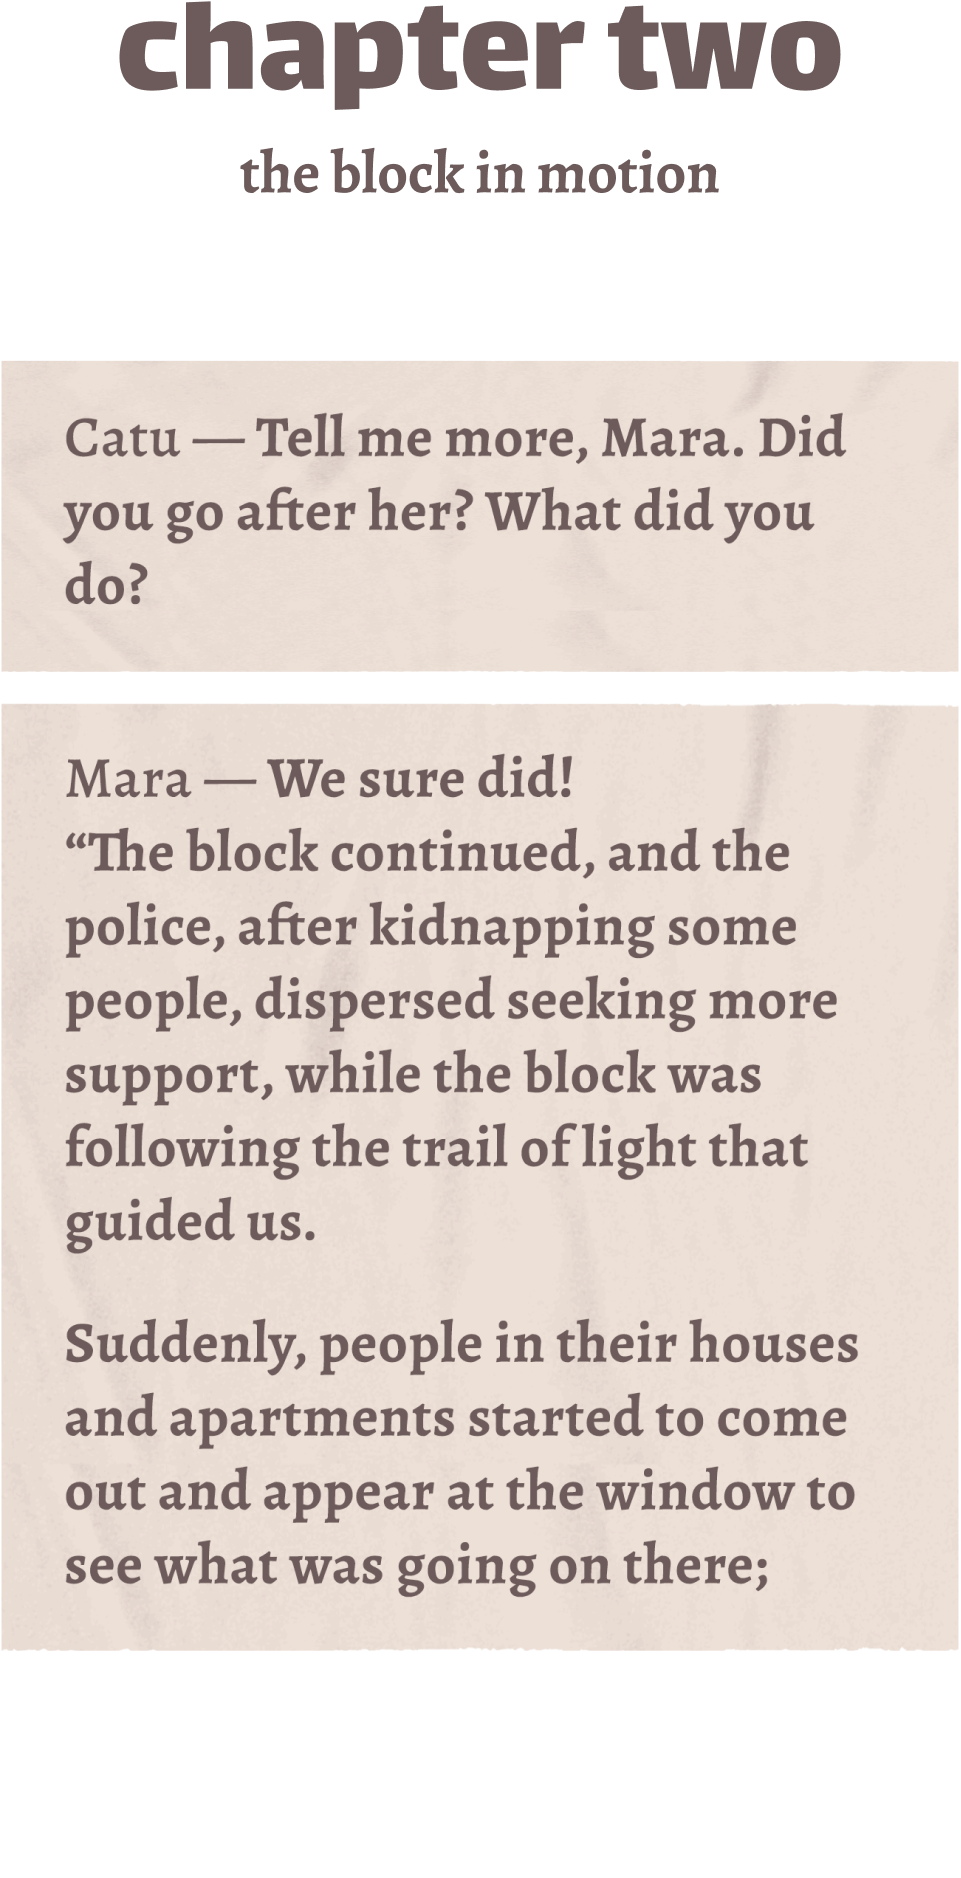 chapter two
the block in motion
Catu — Tell me more, Mara. Did
you go after her? What did you
do?
Mara — We sure did!
“The block continued, and the
police, after kidnapping some
people, dispersed seeking more
support, while the block was
following the trail of light that
guided us.
Suddenly, people in their houses
and apartments started to come
out and appear at the window to
see what was going on there;